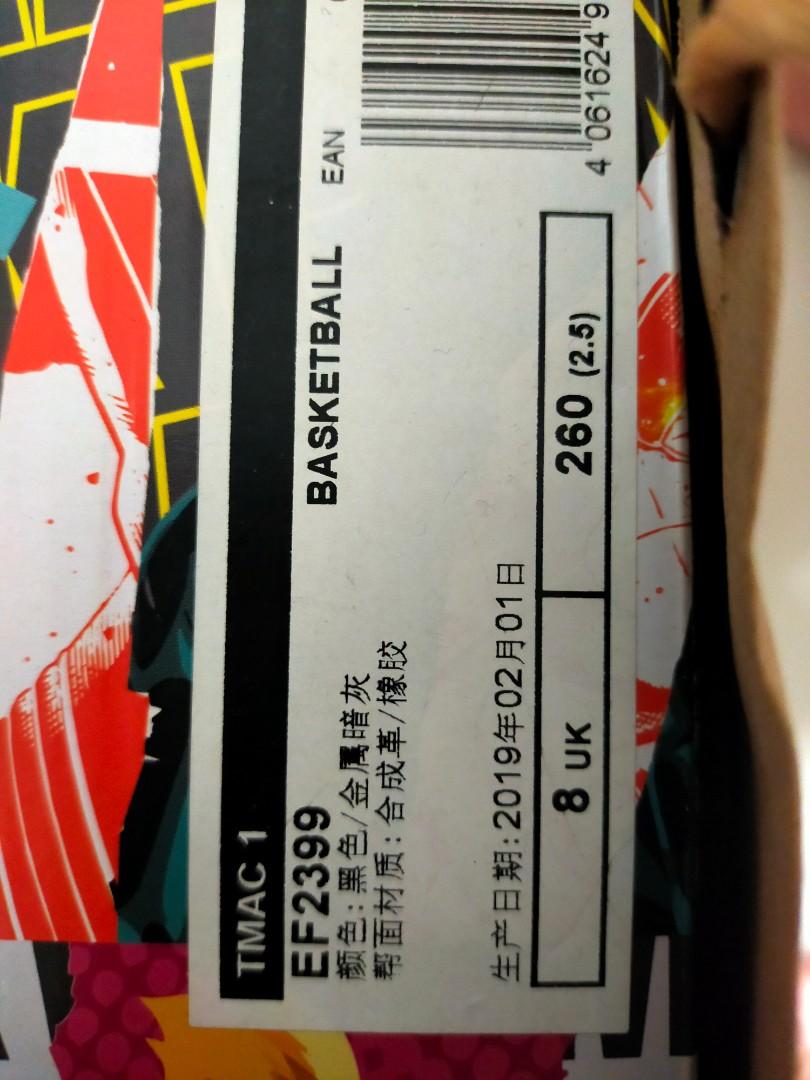 TMAC 1
EF2399
BASKETBALL
EAN
颜色:黑色/金属暗灰
帮面材质:合成革/橡胶
4 061624 9
生产日期:2019年02月01日
8 UK
260 (2.5)